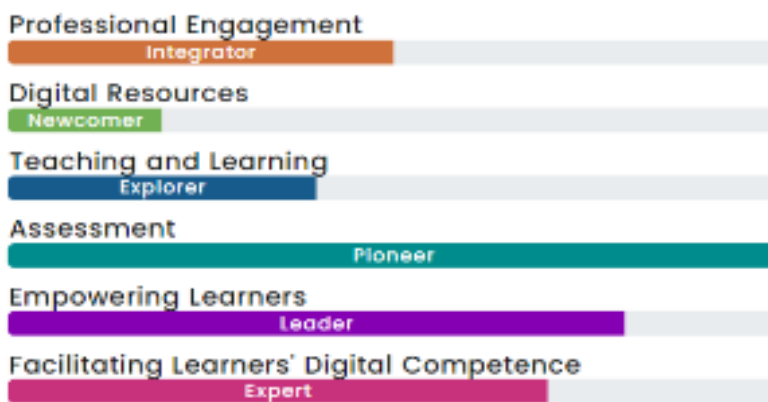 Professional Engagement
Integrator
Digital Resources
Newcomer
Teaching and Learning
Explorer
Assessment
Pioneer
Empowering Learners
Leader
Facilitating Learners' Digital Competence
Expert